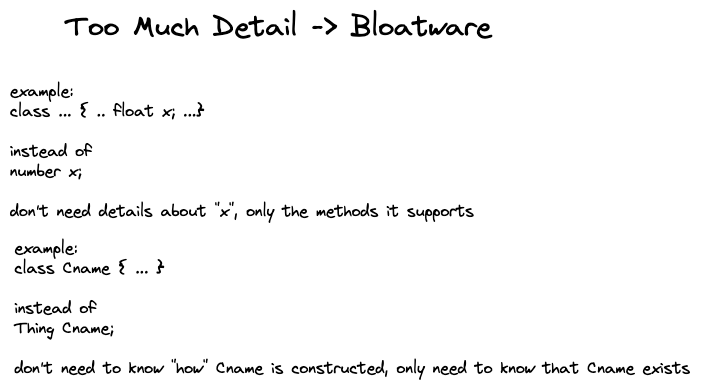 Too Much Detail -> Bloatware
example:
class ... { .. float x; ...}
instead of
number x;
don't need details about "x", only the methods it supports
example:
class Cname { ... }
instead of
Thing Cname;
don't need to know "how" Cname is constructed, only need to know that Cname exists